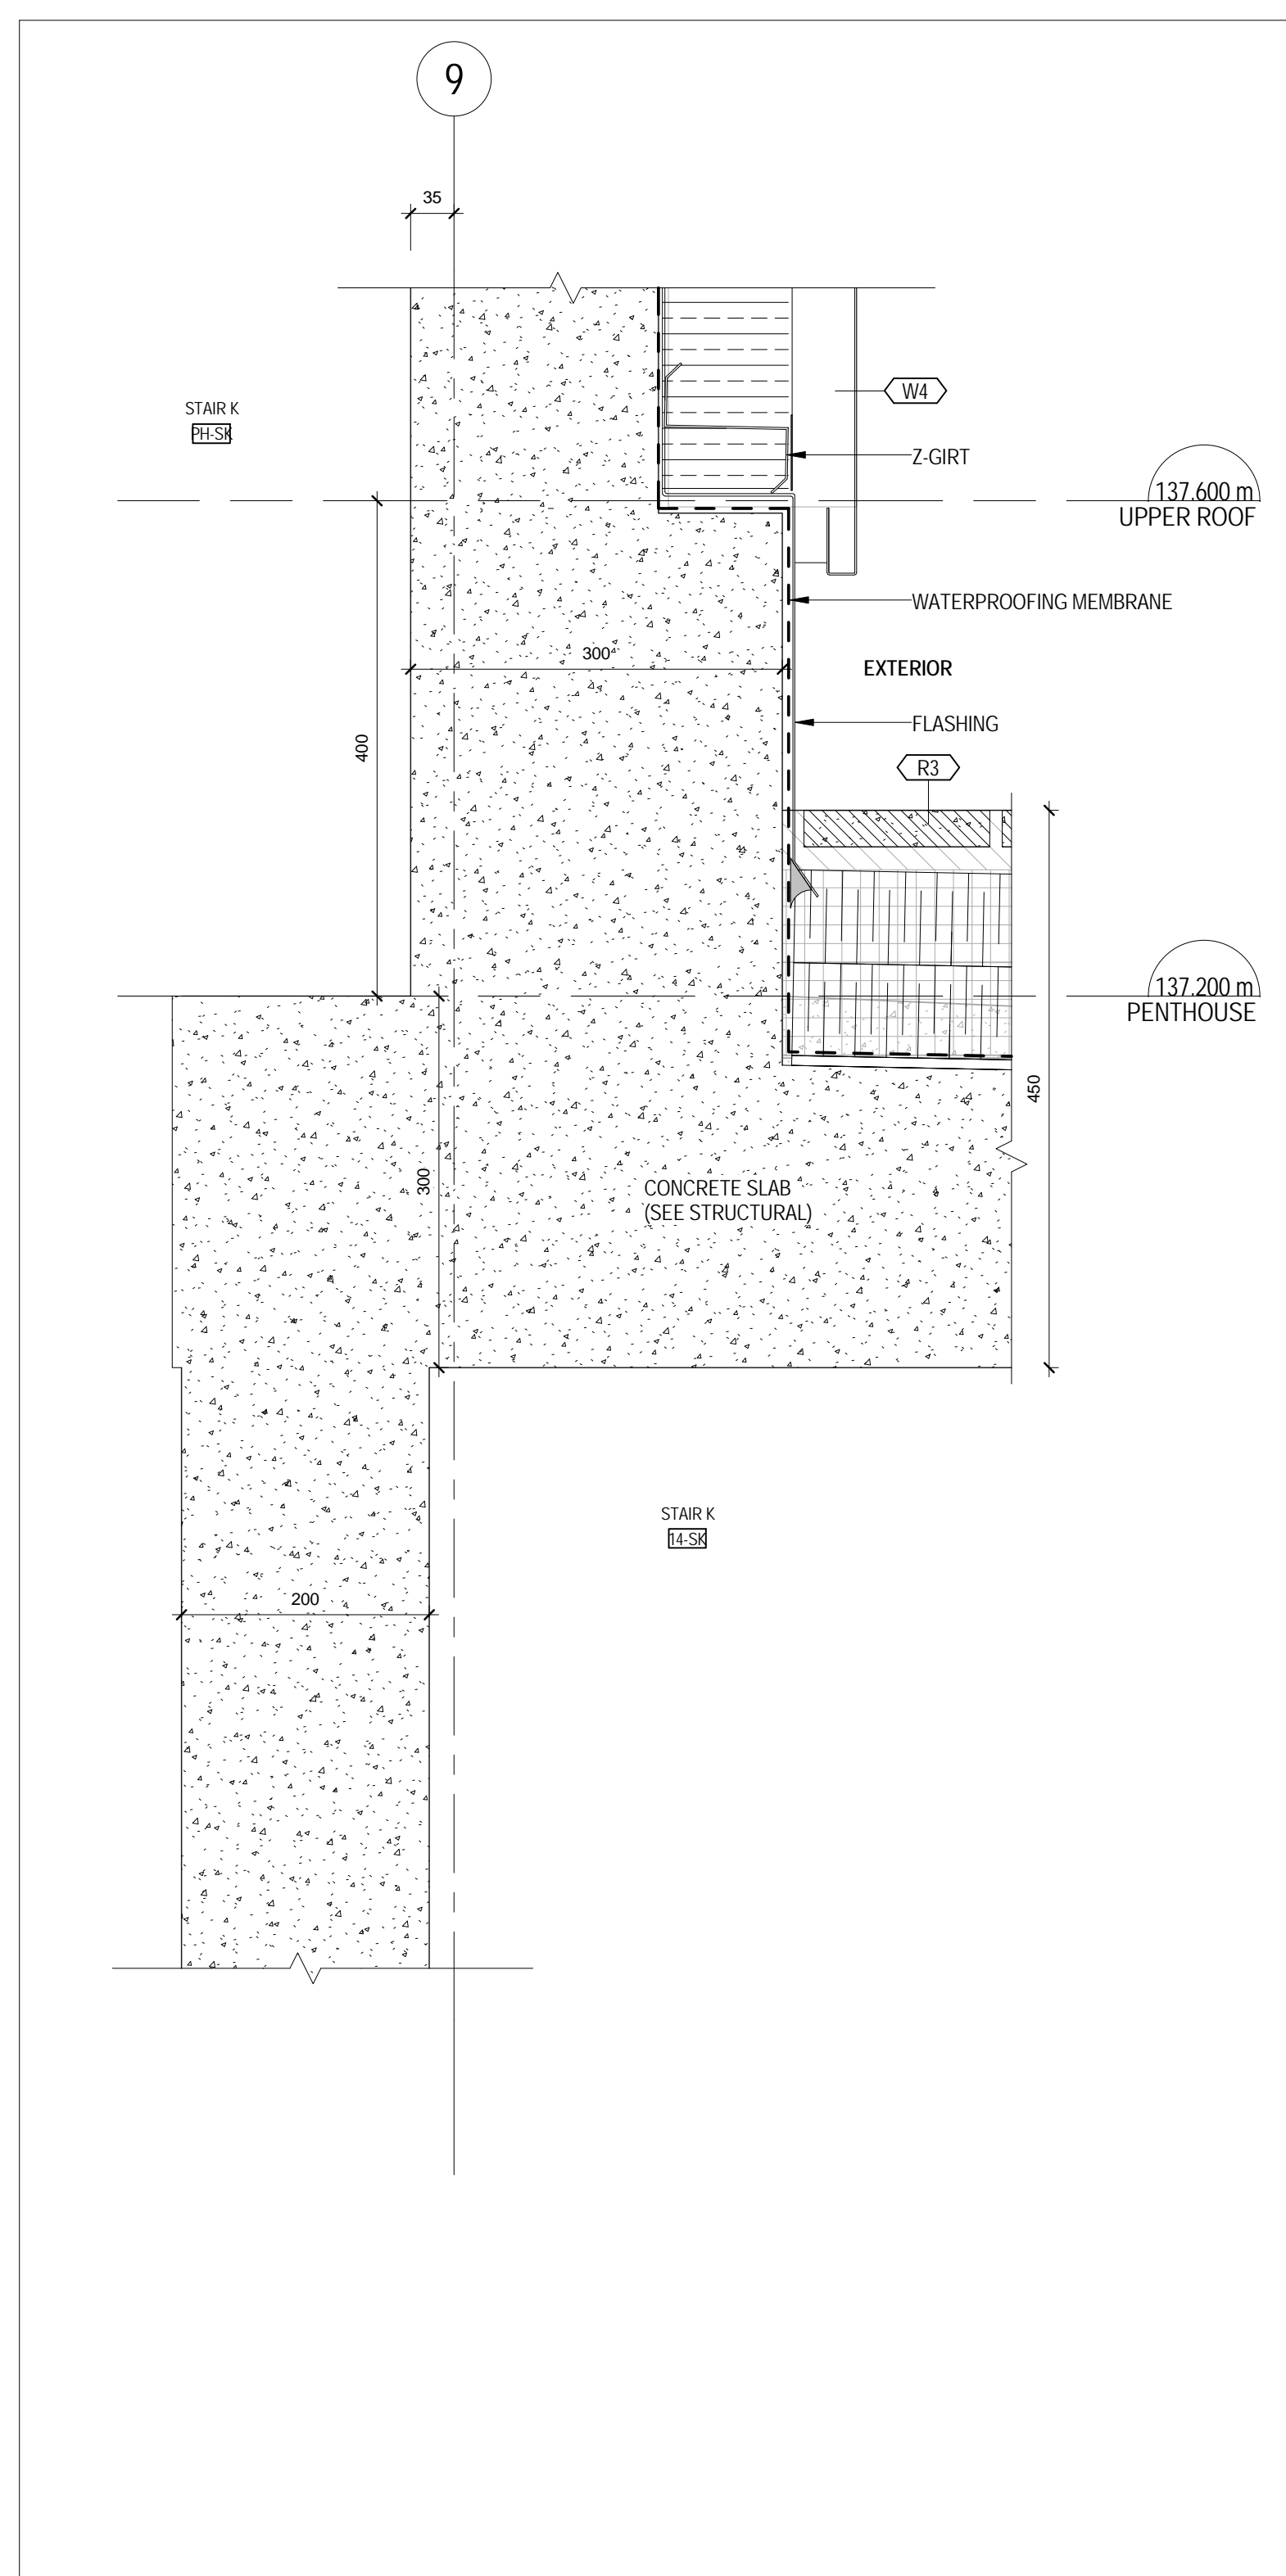 9
35
STAIR K
PH-SK
W4
Z-GIRT
137.600 m
UPPER ROOF
WATERPROOFING MEMBRANE
300
EXTERIOR
FLASHING
400
R3
137.200 m
PENTHOUSE
450
300
CONCRETE SLAB
(SEE STRUCTURAL)
STAIR K
14-SK
200